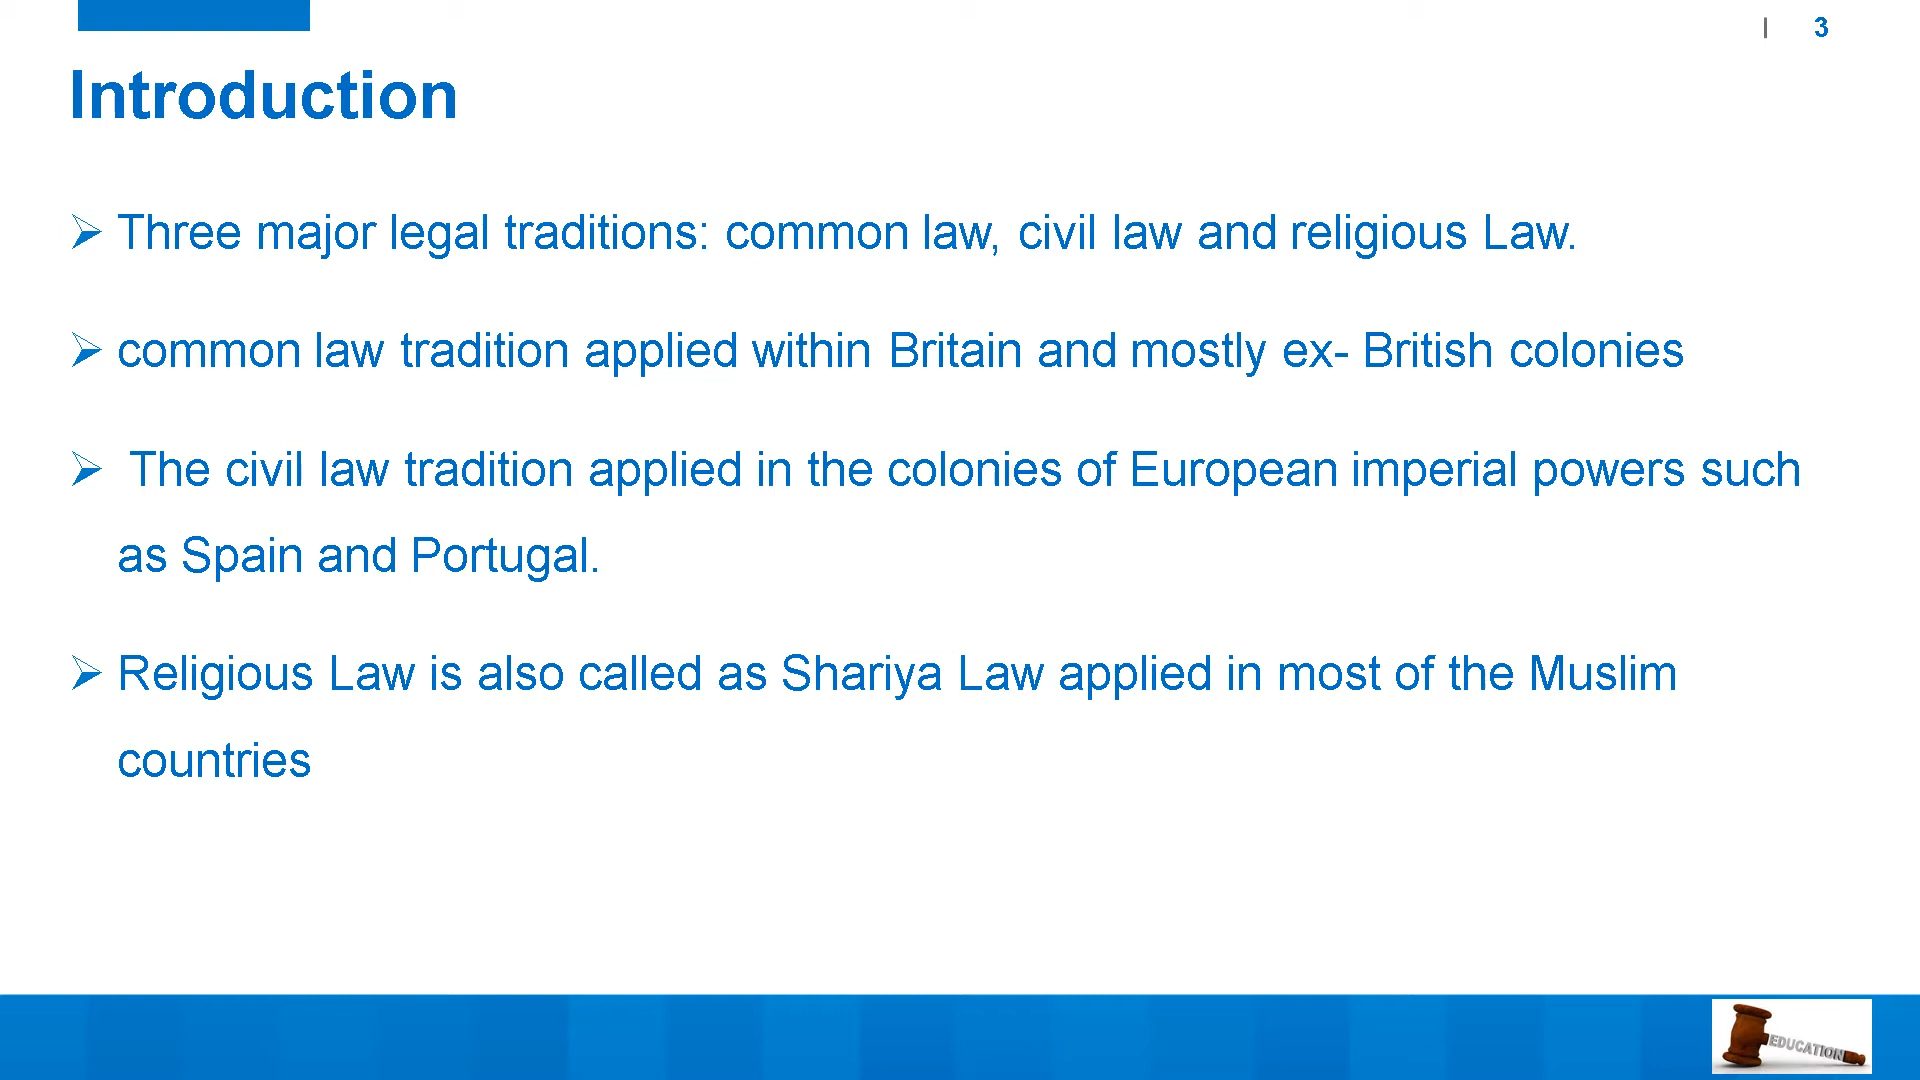 | 3
Introduction
➢ Three major legal traditions: common law, civil law and religious Law.
➢ common law tradition applied within Britain and mostly ex- British colonies
➢ The civil law tradition applied in the colonies of European imperial powers such
as Spain and Portugal.
➢ Religious Law is also called as Shariya Law applied in most of the Muslim
countries
EDUCATION